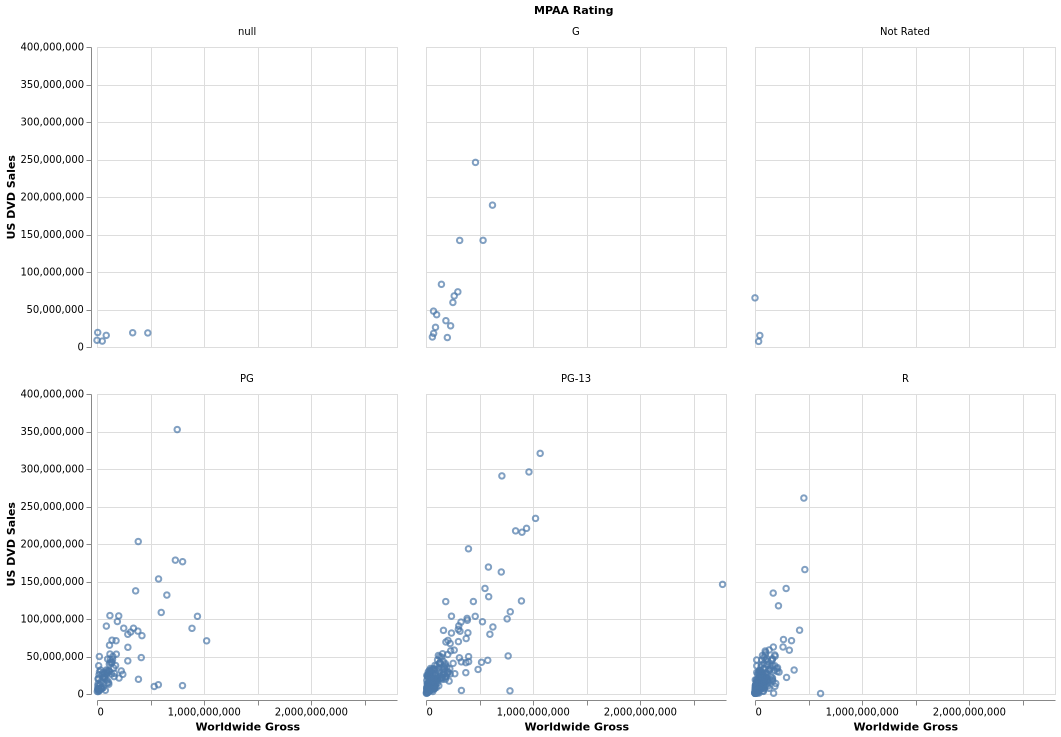 MPAA Rating
null G Not Rated
400,000,000
350,000,000
300,000,000
250,000,000
200,000,000
150,000,000
100,000,000
50,000,000
0
US DVD Sales
PG PG-13 R
400,000,000
350,000,000
300,000,000
250,000,000
200,000,000
150,000,000
100,000,000
50,000,000
0
US DVD Sales
0 1,000,000,000 2,000,000,000 0 1,000,000,000 2,000,000,000 0 1,000,000,000 2,000,000,000
Worldwide Gross Worldwide Gross Worldwide Gross